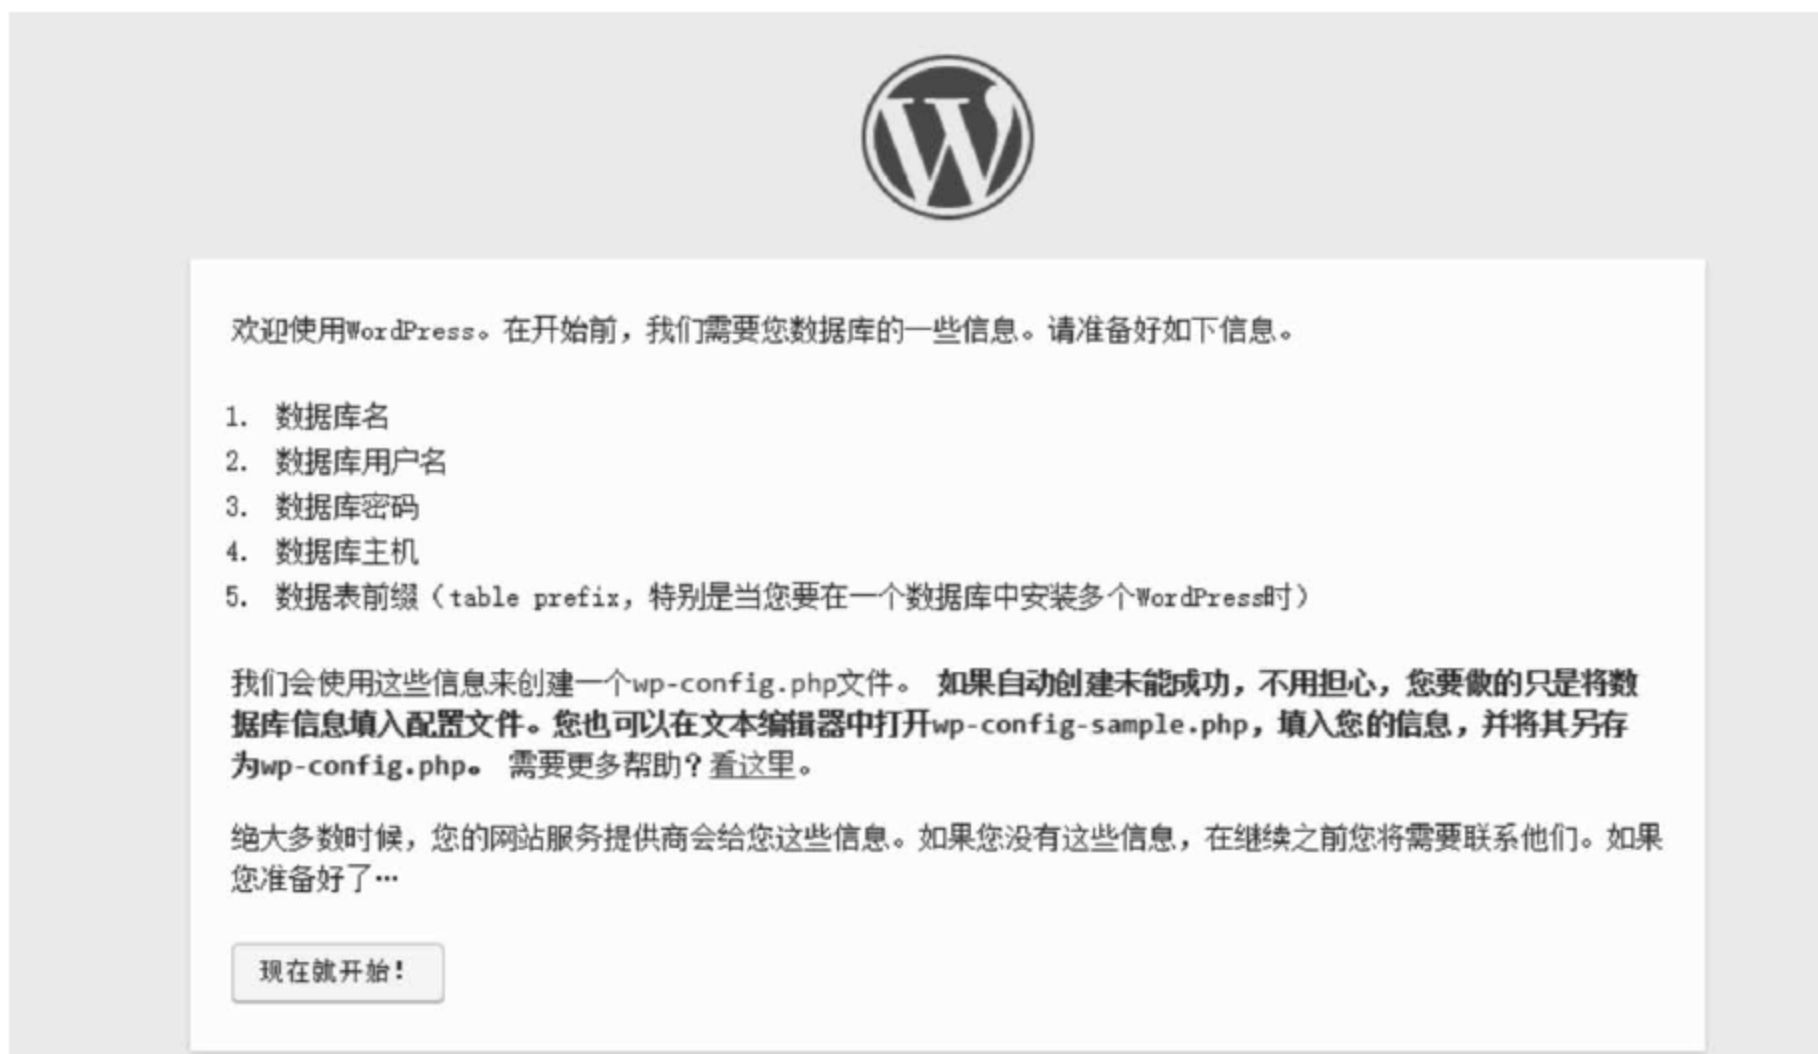 欢迎使用WordPress。在开始前，我们需要您数据库的一些信息。请准备好如下信息。
1. 数据库名
2. 数据库用户名
3. 数据库密码
4. 数据库主机
5. 数据表前缀（table prefix，特别是当您要在一个数据库中安装多个WordPress时）
我们会使用这些信息来创建一个wp-config.php文件。 如果自动创建未能成功，不用担心，您要做的只是将数
据库信息填入配置文件。您也可以在文本编辑器中打开wp-config-sample.php，填入您的信息，并将其另存
为wp-config.php。 需要更多帮助？看这里。
绝大多数时候，您的网站服务提供商会给您这些信息。如果您没有这些信息，在继续之前您将需要联系他们。如果
您准备好了…
现在就开始！